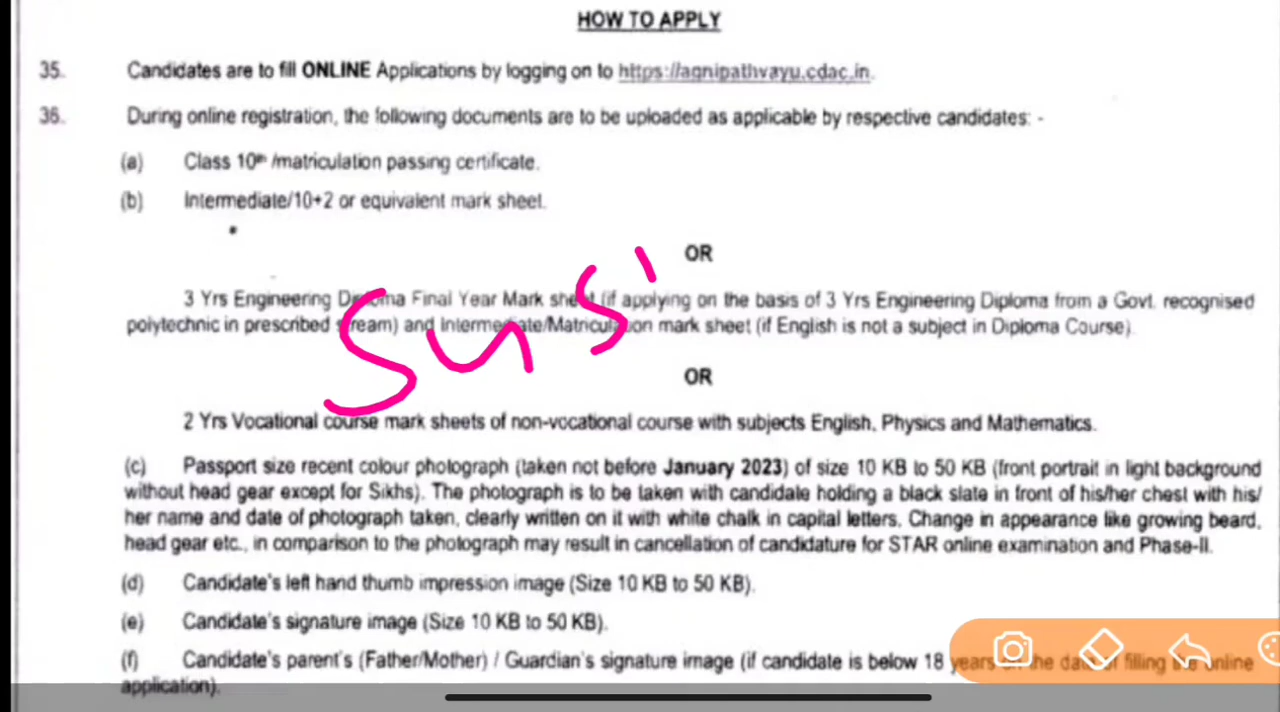 HOW TO APPLY
35. Candidates are to fill ONLINE Applications by logging on to https://agnipathvayu.cdac.in.
36. During online registration, the following documents are to be uploaded as applicable by respective candidates: -
(a) Class 10th /matriculation passing certificate.
(b) Intermediate/10+2 or equivalent mark sheet.
OR
3 Yrs Engineering Diploma Final Year Mark sheet (if applying on the basis of 3 Yrs Engineering Diploma from a Govt. recognised
polytechnic in prescribed stream) and Intermediate/Matriculation mark sheet (if English is not a subject in Diploma Course).
Susi
OR
2 Yrs Vocational course mark sheets of non-vocational course with subjects English, Physics and Mathematics.
(c) Passport size recent colour photograph (taken not before January 2023) of size 10 KB to 50 KB (front portrait in light background
without head gear except for Sikhs). The photograph is to be taken with candidate holding a black slate in front of his/her chest with his/
her name and date of photograph taken, clearly written on it with white chalk in capital letters. Change in appearance like growing beard,
head gear etc., in comparison to the photograph may result in cancellation of candidature for STAR online examination and Phase-II.
(d) Candidate's left hand thumb impression image (Size 10 KB to 50 KB).
(e) Candidate's signature image (Size 10 KB to 50 KB).
(f) Candidate's parent's (Father/Mother) / Guardian's signature image (if candidate is below 18 years on the date of filling the online
application).